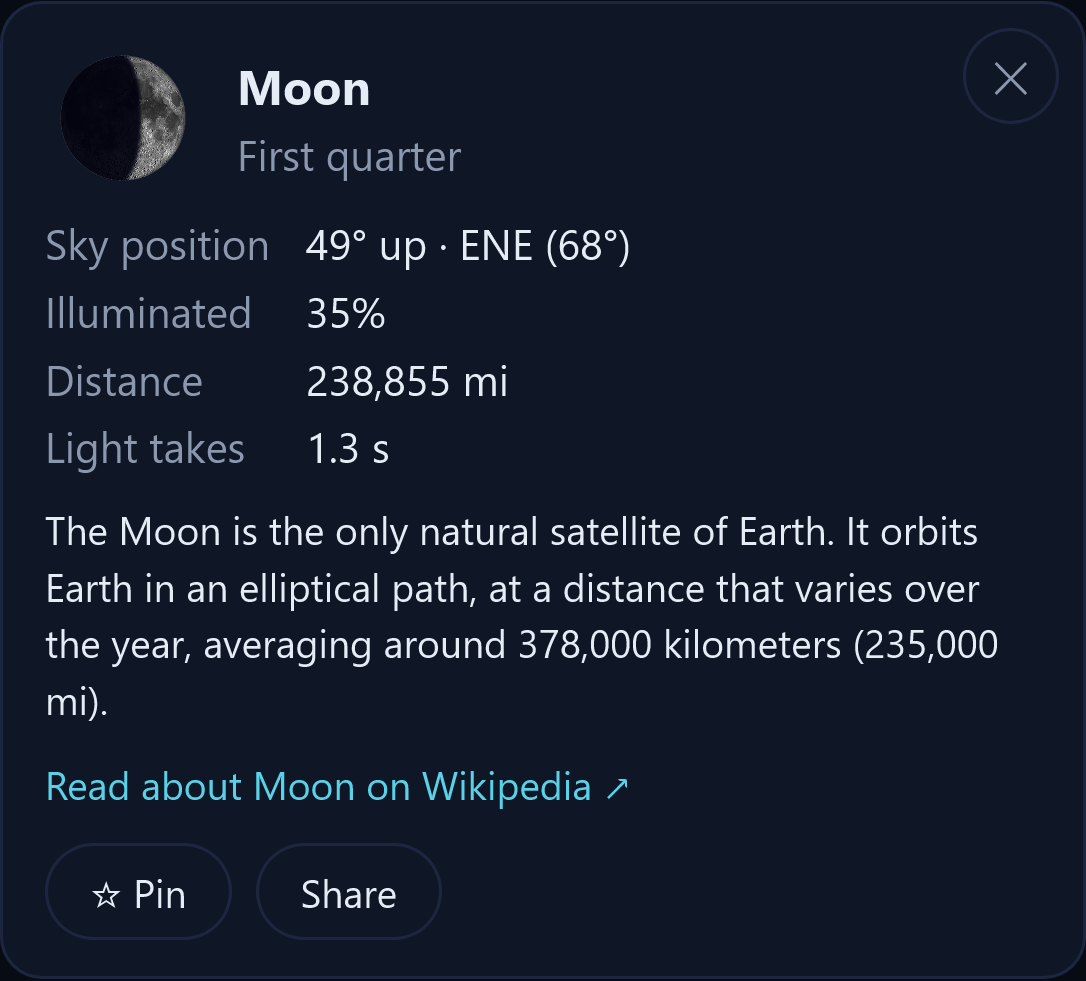 Moon
First quarter
Sky position 49° up · ENE (68°)
Illuminated 35%
Distance 238,855 mi
Light takes 1.3 s
The Moon is the only natural satellite of Earth. It orbits
Earth in an elliptical path, at a distance that varies over
the year, averaging around 378,000 kilometers (235,000
mi).
Read about Moon on Wikipedia ↗
☆ Pin Share